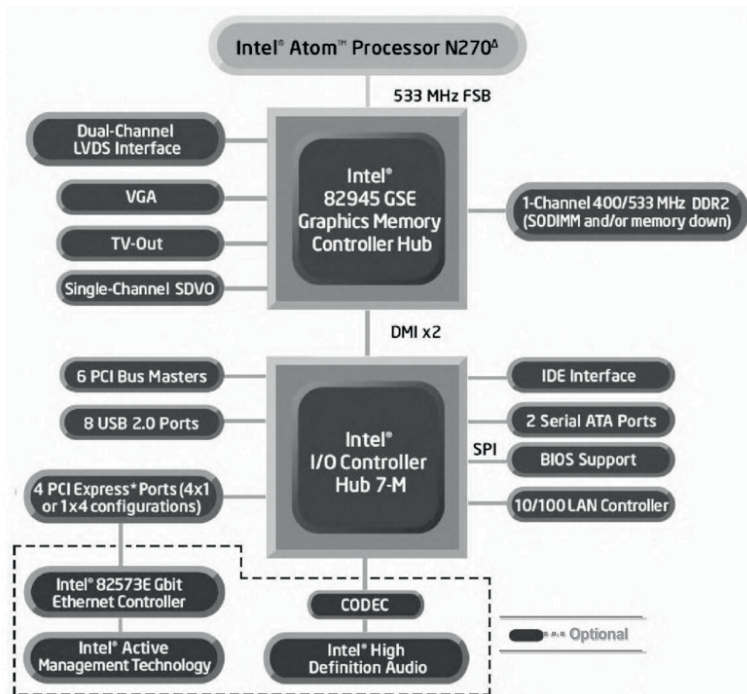 Intel® Atom™ Processor N270Δ
533 MHz FSB
Dual-Channel
LVDS Interface
VGA
TV-Out
Single-Channel SDVO
Intel®
82945 GSE
Graphics Memory
Controller Hub
1-Channel 400/533 MHz DDR2
(SODIMM and/or memory down)
DMI x2
6 PCI Bus Masters
8 USB 2.0 Ports
4 PCI Express* Ports (4x1
or 1x4 configurations)
Intel®
I/O Controller
Hub 7-M
IDE Interface
2 Serial ATA Ports
SPI
BIOS Support
10/100 LAN Controller
Intel® 82573E Gbit
Ethernet Controller
Intel® Active
Management Technology
CODEC
Intel® High
Definition Audio
Optional